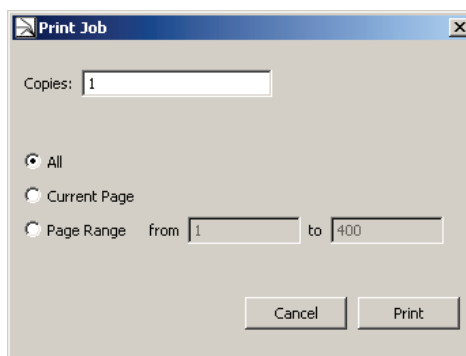 Print Job
Copies: 1
All
Current Page
Page Range from 1 to 400
Cancel Print